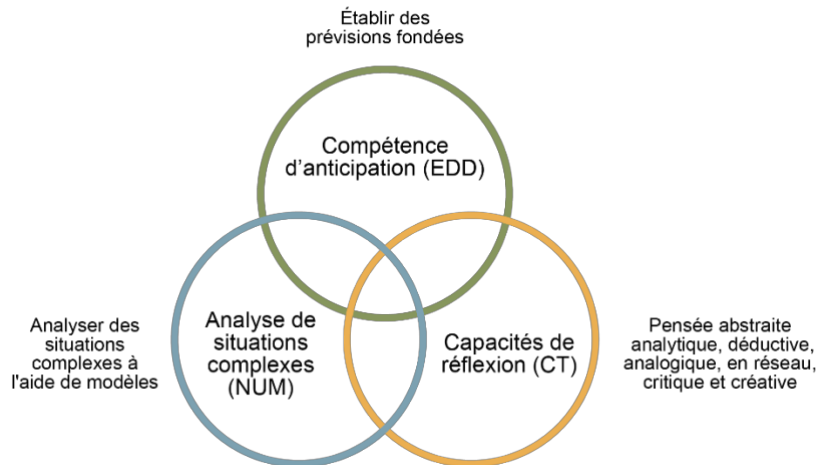 Établir des
prévisions fondées
Compétence
d’anticipation (EDD)
Analyser des
situations
complexes à
l'aide de modèles
Analyse de
situations
complexes
(NUM)
Capacités de
réflexion (CT)
Pensée abstraite
analytique, déductive,
analogique, en réseau,
critique et créative